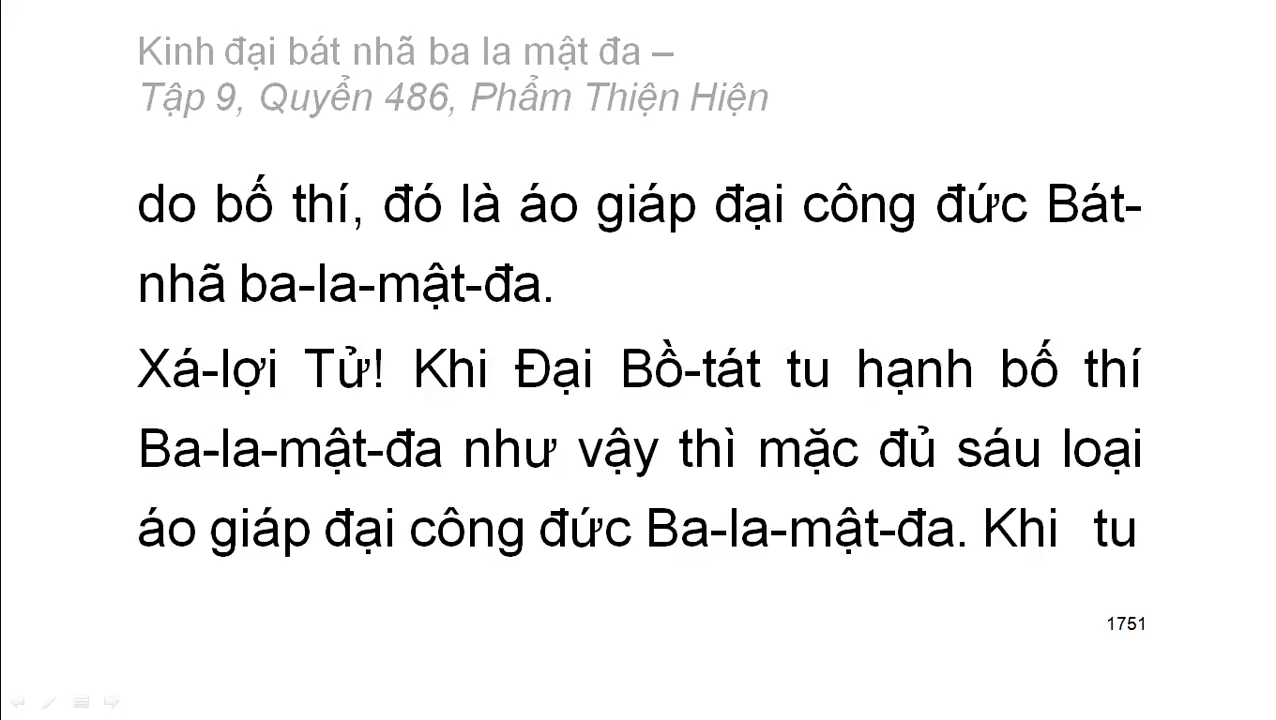 Kinh đại bát nhã ba la mật đa –
Tập 9, Quyển 486, Phẩm Thiện Hiện
do bố thí, đó là áo giáp đại công đức Bát-
nhã ba-la-mật-đa.
Xá-lợi Tử! Khi Đại Bồ-tát tu hạnh bố thí
Ba-la-mật-đa như vậy thì mặc đủ sáu loại
áo giáp đại công đức Ba-la-mật-đa. Khi tu
1751